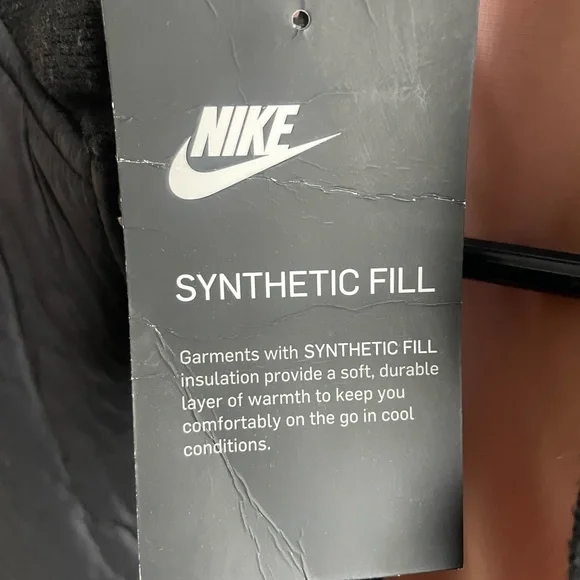 NIKE
SYNTHETIC FILL
Garments with SYNTHETIC FILL
insulation provide a soft, durable
layer of warmth to keep you
comfortably on the go in cool
conditions.